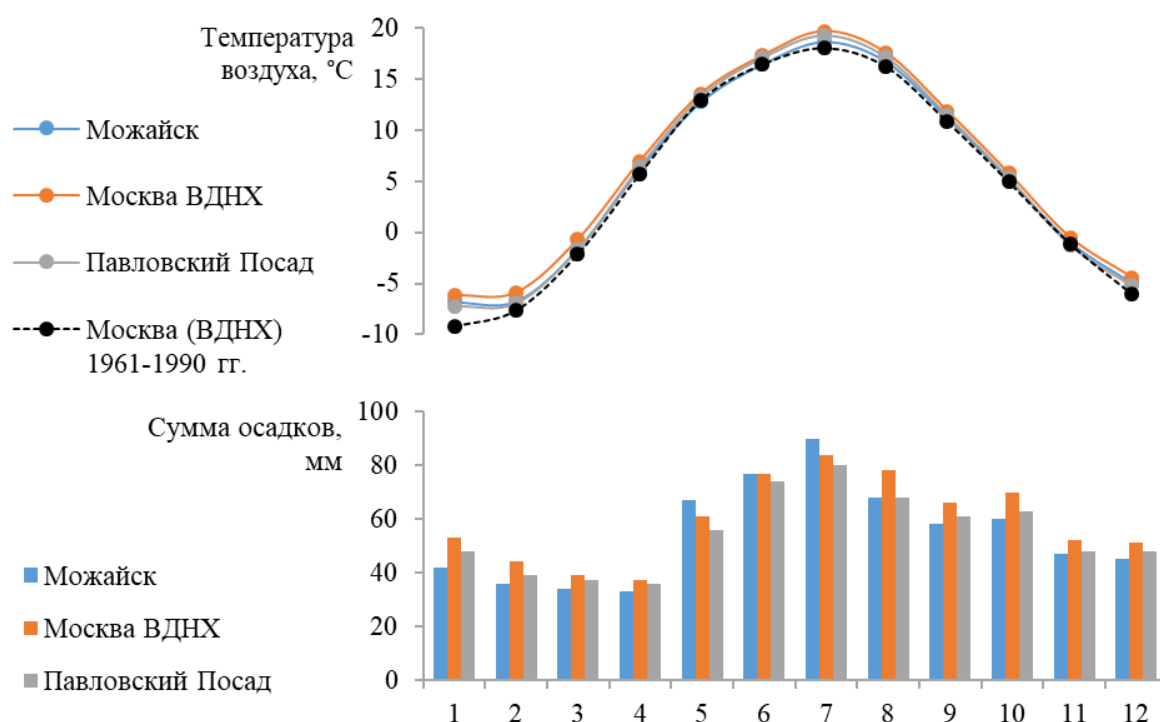 Температура
воздуха, °C
Можайск
Москва ВДНХ
Павловский Посад
Москва (ВДНХ)
1961-1990 гг.
20
15
10
5
0
-5
-10
Сумма осадков,
мм
Можайск
Москва ВДНХ
Павловский Посад
100
80
60
40
20
0
1 2 3 4 5 6 7 8 9 10 11 12